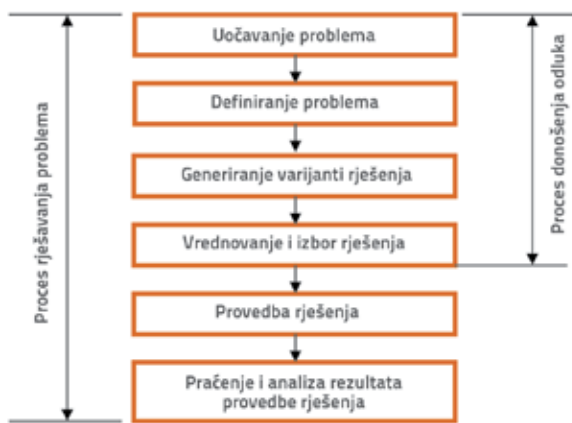 Uočavanje problema
Definiranje problema
Generiranje varijanti rješenja
Vrednovanje i izbor rješenja
Provedba rješenja
Praćenje i analiza rezultata
provedbe rješenja
Proces rješavanja problema
Proces donošenja odluka